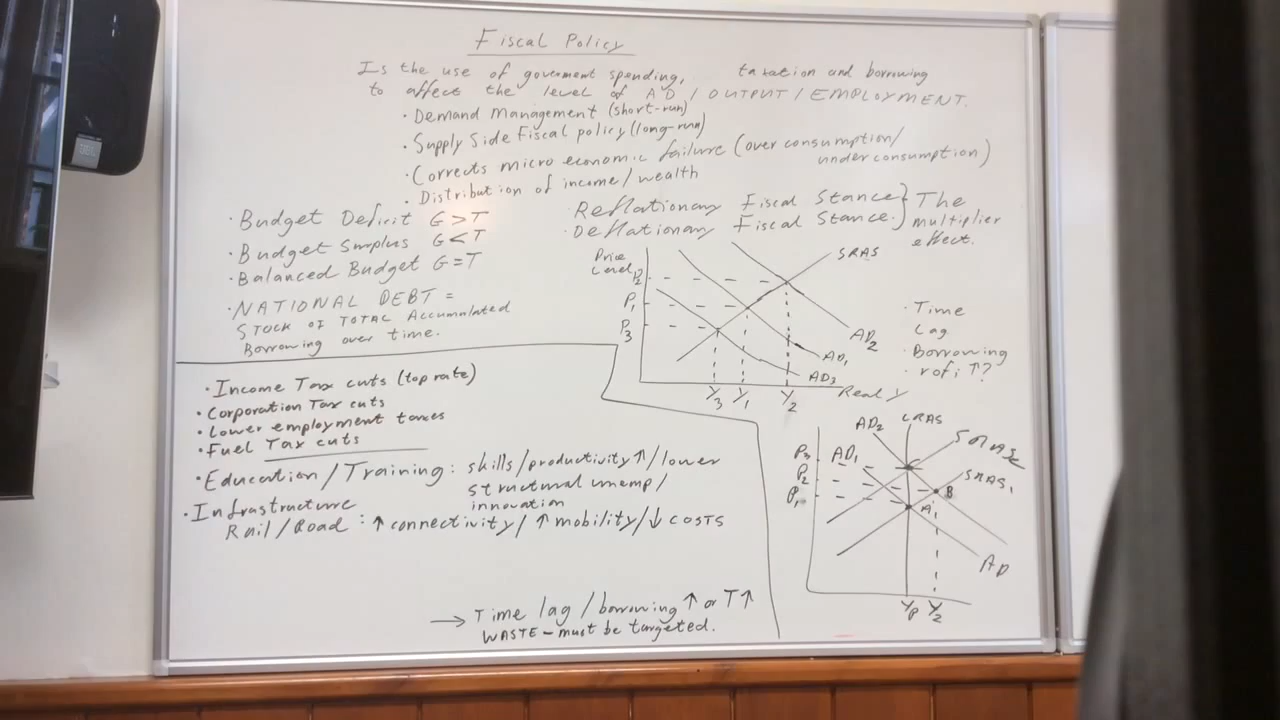 Fiscal Policy
Is the use of government spending, taxation and borrowing
to affect the level of AD / OUTPUT / EMPLOYMENT.
· Demand Management (short-run)
· Supply Side Fiscal policy (long-run)
· Corrects micro economic failure (over consumption/
under consumption)
· Distribution of income / wealth
· Budget Deficit G > T
· Budget Surplus G < T
· Balanced Budget G = T
· NATIONAL DEBT =
STOCK OF TOTAL Accumulated
Borrowing over time.
· Reflationary Fiscal Stance } The
· Deflationary Fiscal Stance. } multiplier
effect.
Price
Level
P2
P1
P3
SRAS
AD2
AD1
AD3
Y3 Y1 Y2 Real Y
· Time
Lag
· Borrowing
· rof i ↑?
· Income Tax cuts (top rate)
· Corporation Tax cuts
· Lower employment taxes
· Fuel Tax cuts
· Education / Training : skills / productivity ↑ / lower
structural unemp /
innovation
· Infrastructure
Rail / Road : ↑ connectivity / ↑ mobility / ↓ COSTS
→ Time lag / borrowing ↑ or T ↑
WASTE - must be targeted.
AD2 LRAS
P3 AD1
P2
P1
SRAS2
SRAS1
C
B
A1
AD
Yp Y2
JBL